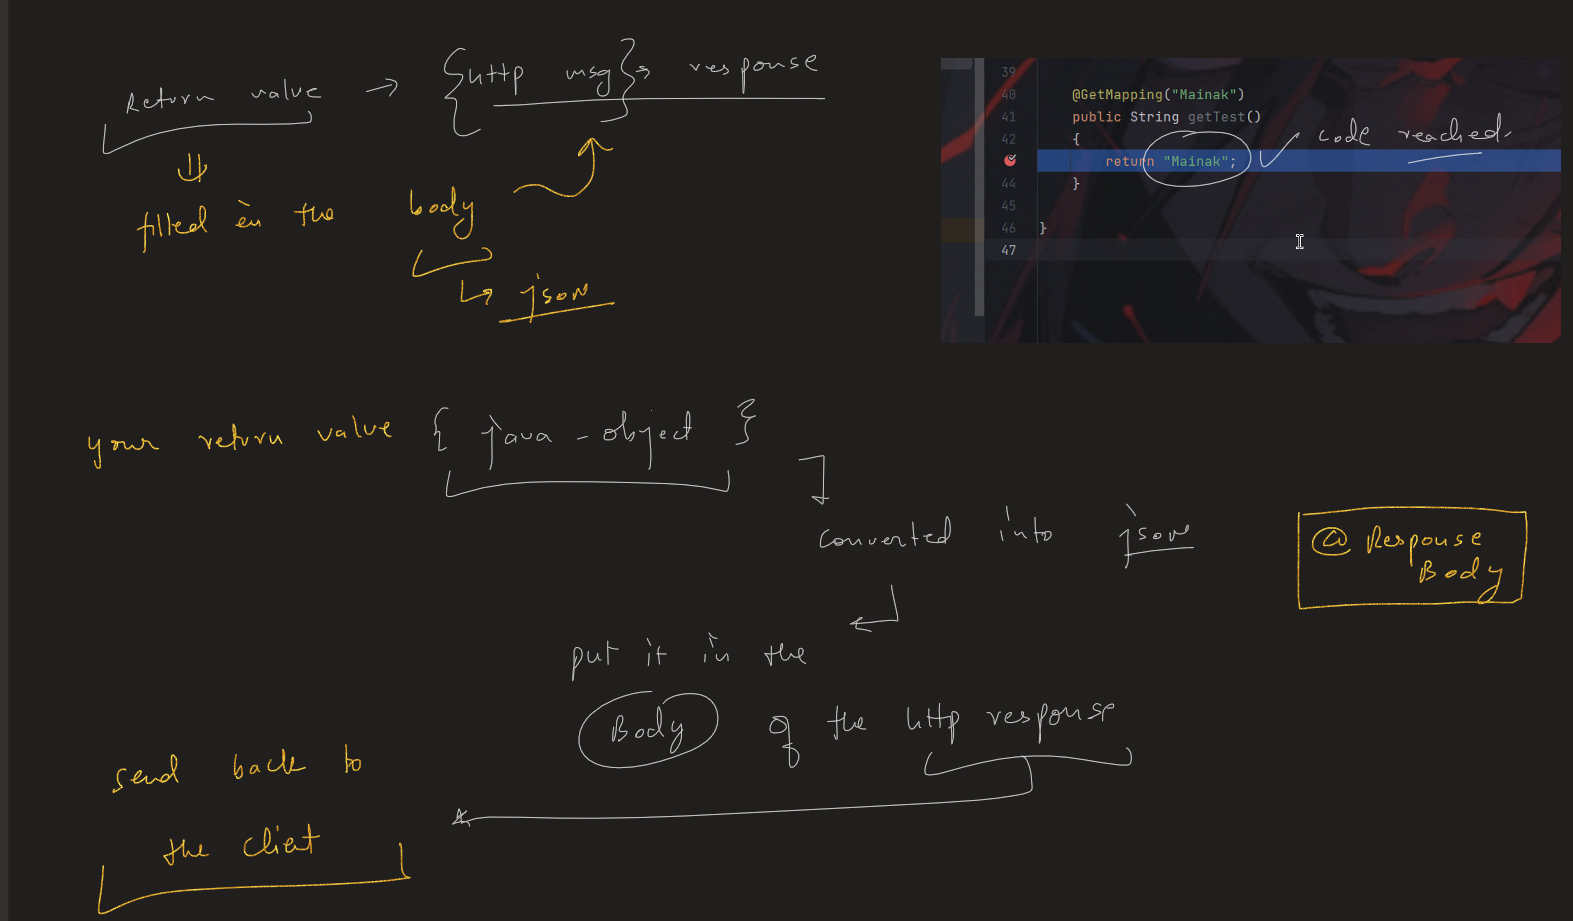 Return value → {http msg} → response
⇓
filled in the body
↳ json
39
40 @GetMapping("Mainak")
41 public String getTest()
42 {
return "Mainak";
✓ code reached.
44 }
45
46 }
47
your return value { java - object }
converted into json
@ Response
Body
put it in the
Body of the http response
send back to
the client